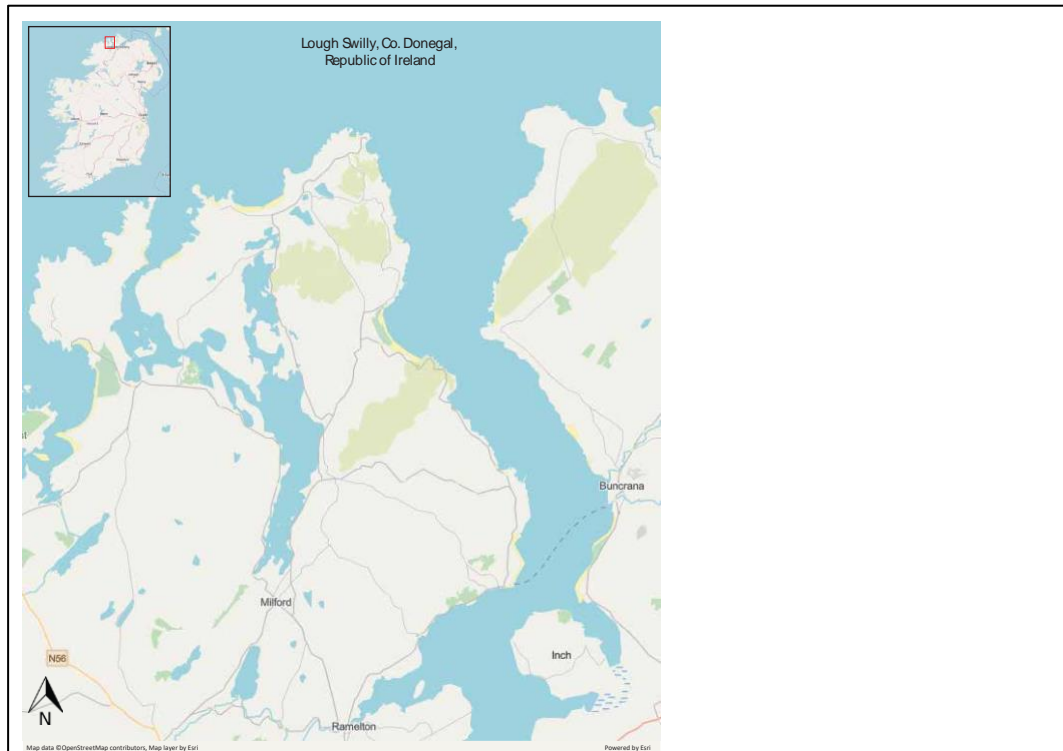 Lough Swilly, Co. Donegal,
Republic of Ireland
Buncrana
Milford
Inch
N56
N
Ramelton
Map data ©OpenStreetMap contributors, Map layer by Esri
Powered by Esri